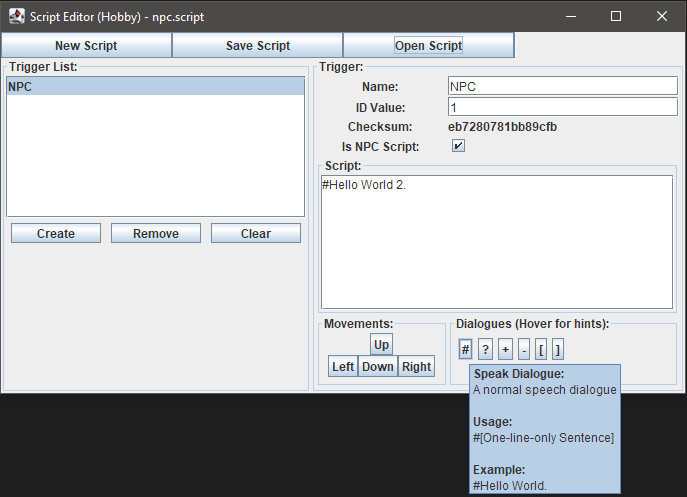 Script Editor (Hobby) - npc.script
New Script Save Script Open Script
Trigger List:
NPC
Create Remove Clear
Trigger:
Name: NPC
ID Value: 1
Checksum: eb7280781bb89cfb
Is NPC Script:
Script:
#Hello World 2.
Movements:
Up
Left Down Right
Dialogues (Hover for hints):
# ? + - [ ]
Speak Dialogue:
A normal speech dialogue
Usage:
#[One-line-only Sentence]
Example:
#Hello World.